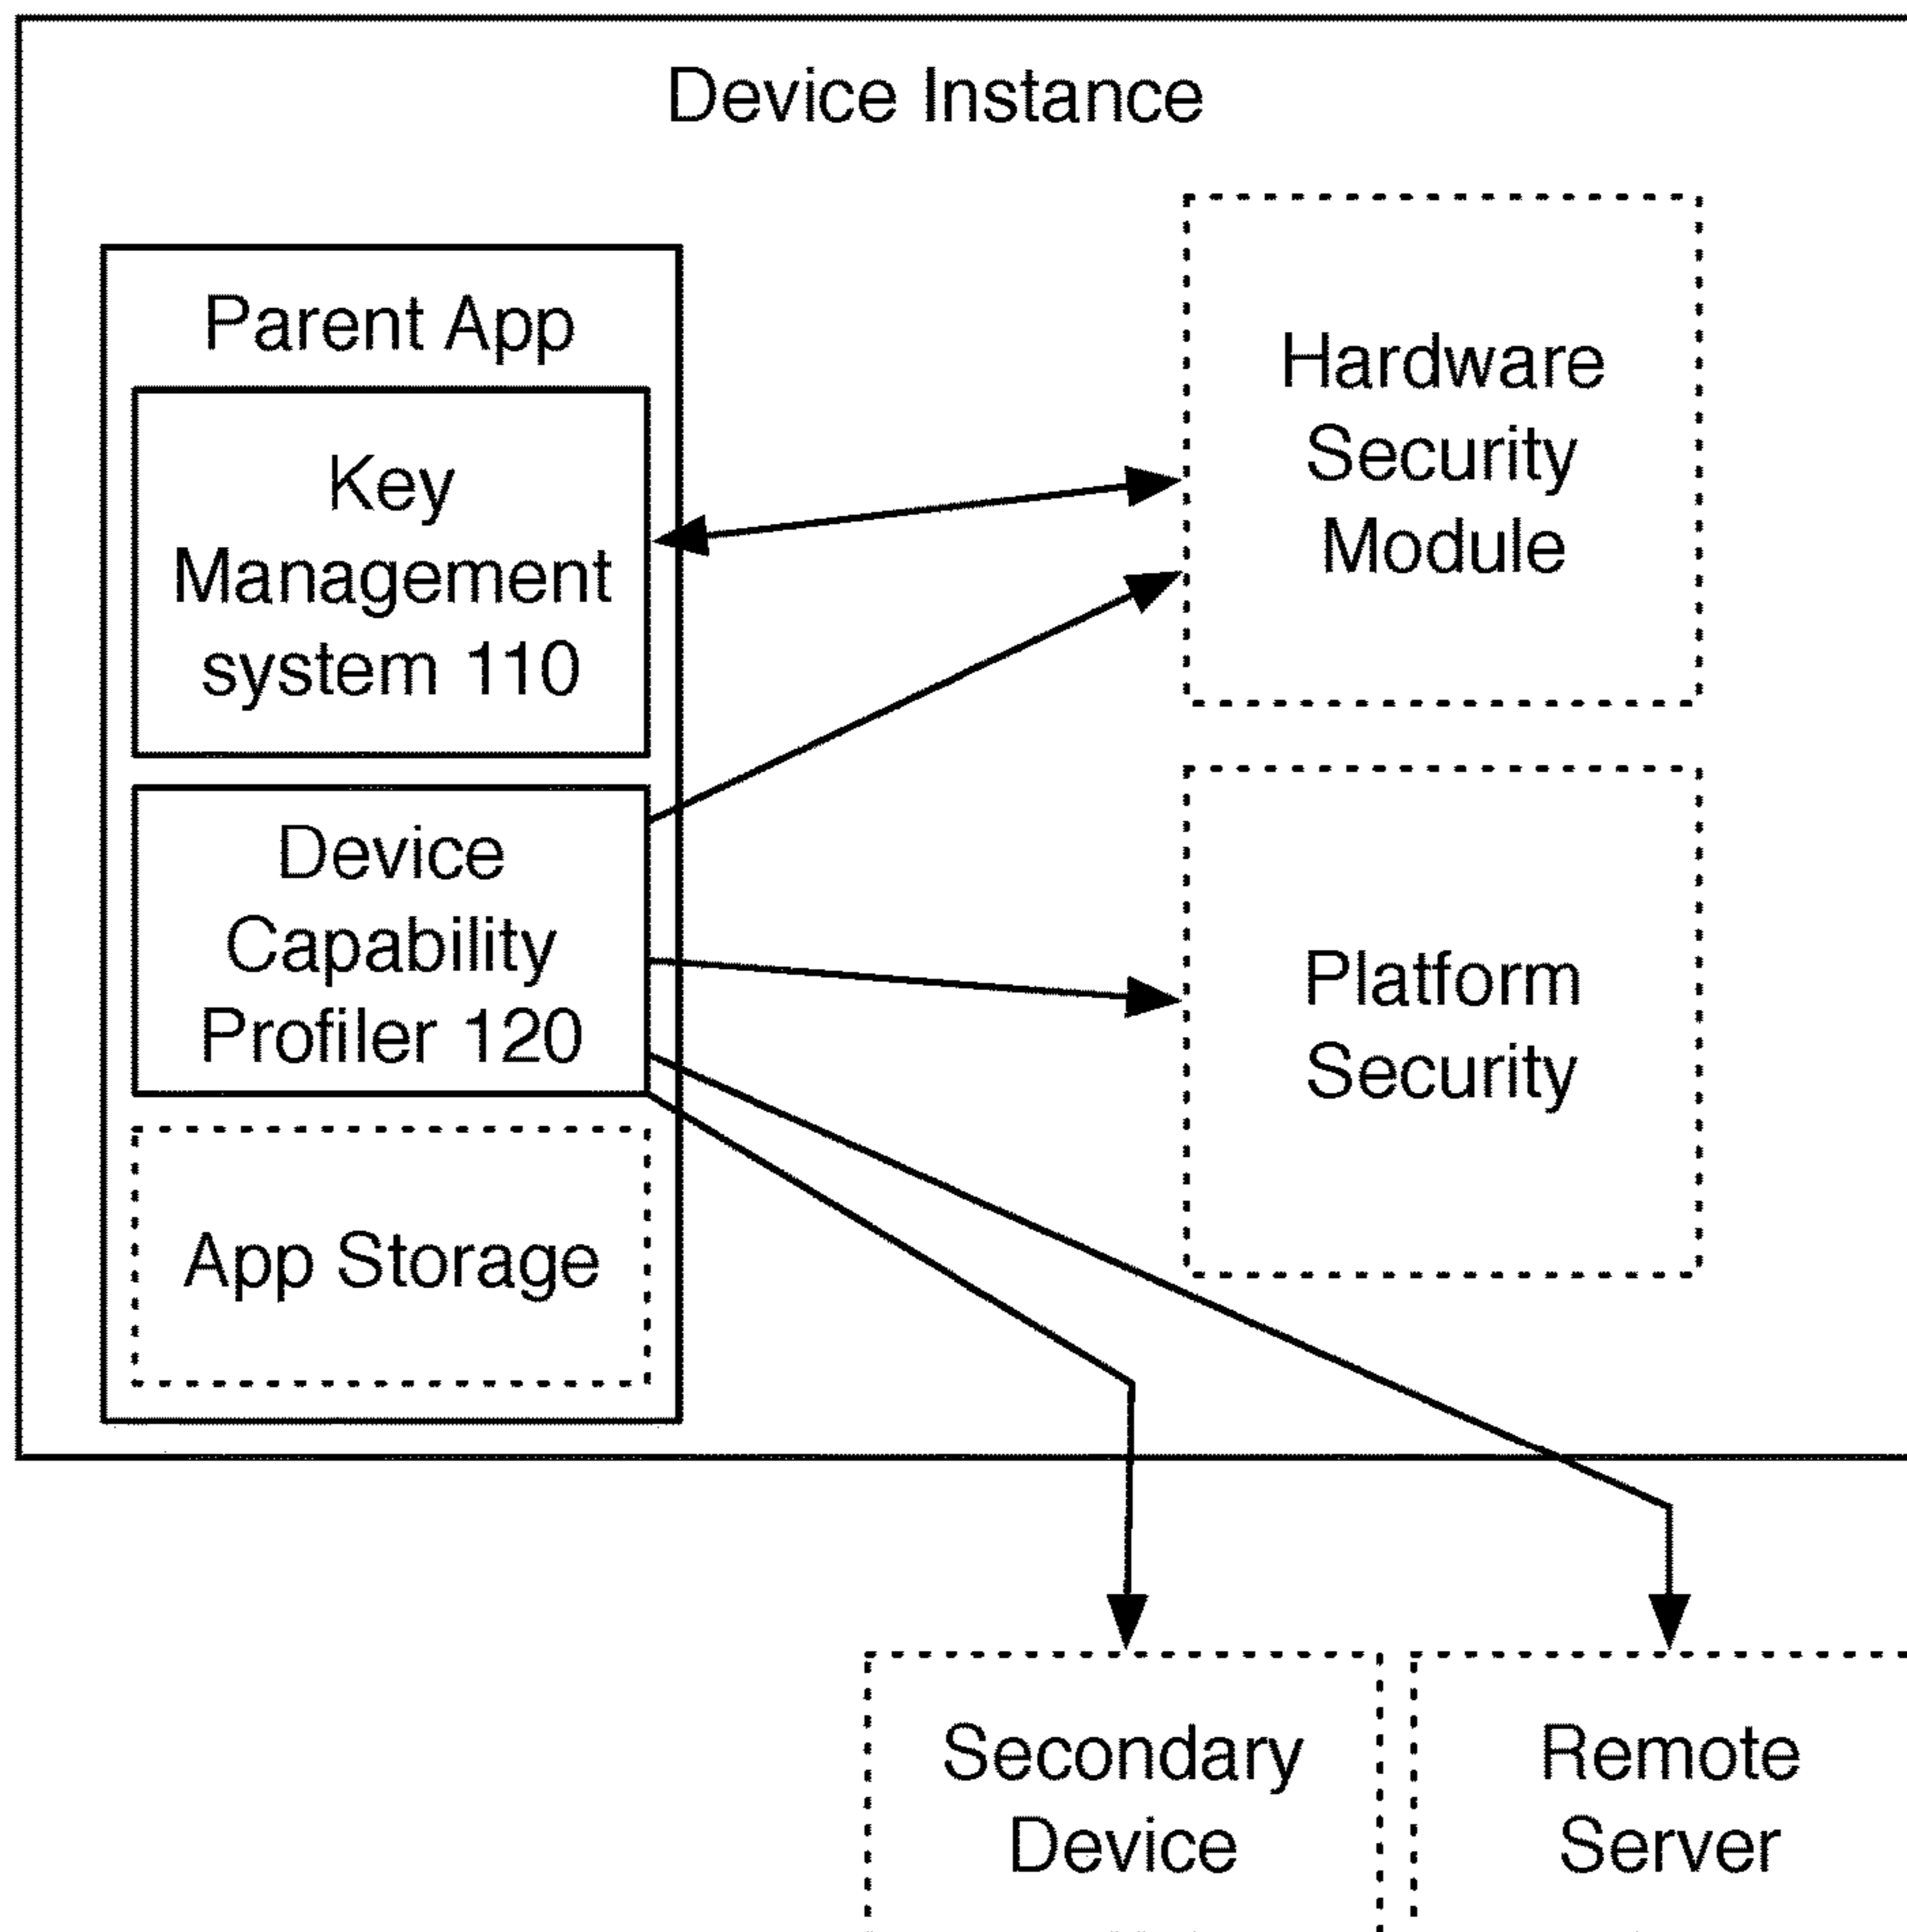 Device Instance
Parent App
Key
Management
system 110
Device
Capability
Profiler 120
App Storage
Hardware
Security
Module
Platform
Security
Secondary
Device
Remote
Server